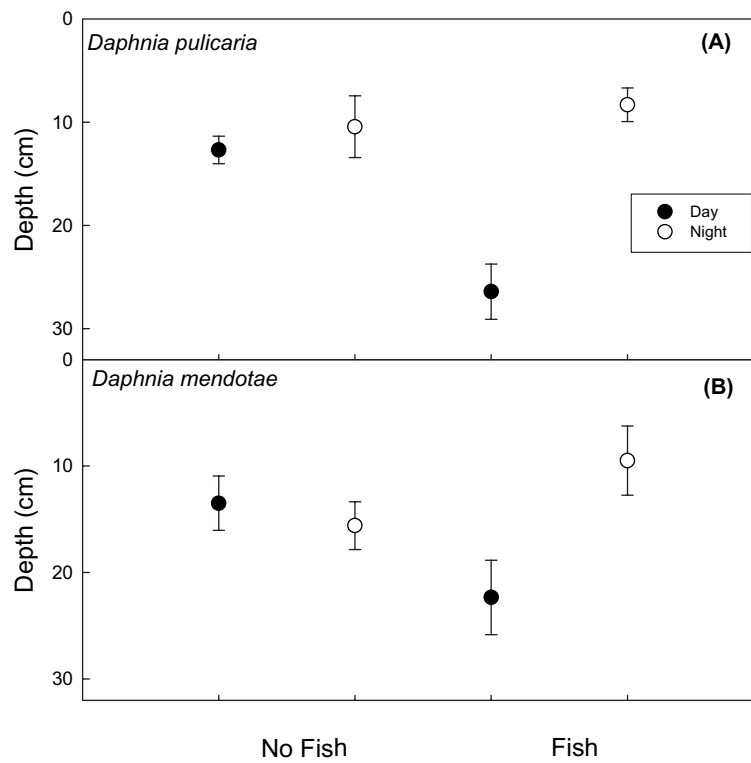 0
Daphnia pulicaria
(A)
10
Depth (cm)
20
Day
Night
30
0
Daphnia mendotae
(B)
10
Depth (cm)
20
30
No Fish
Fish